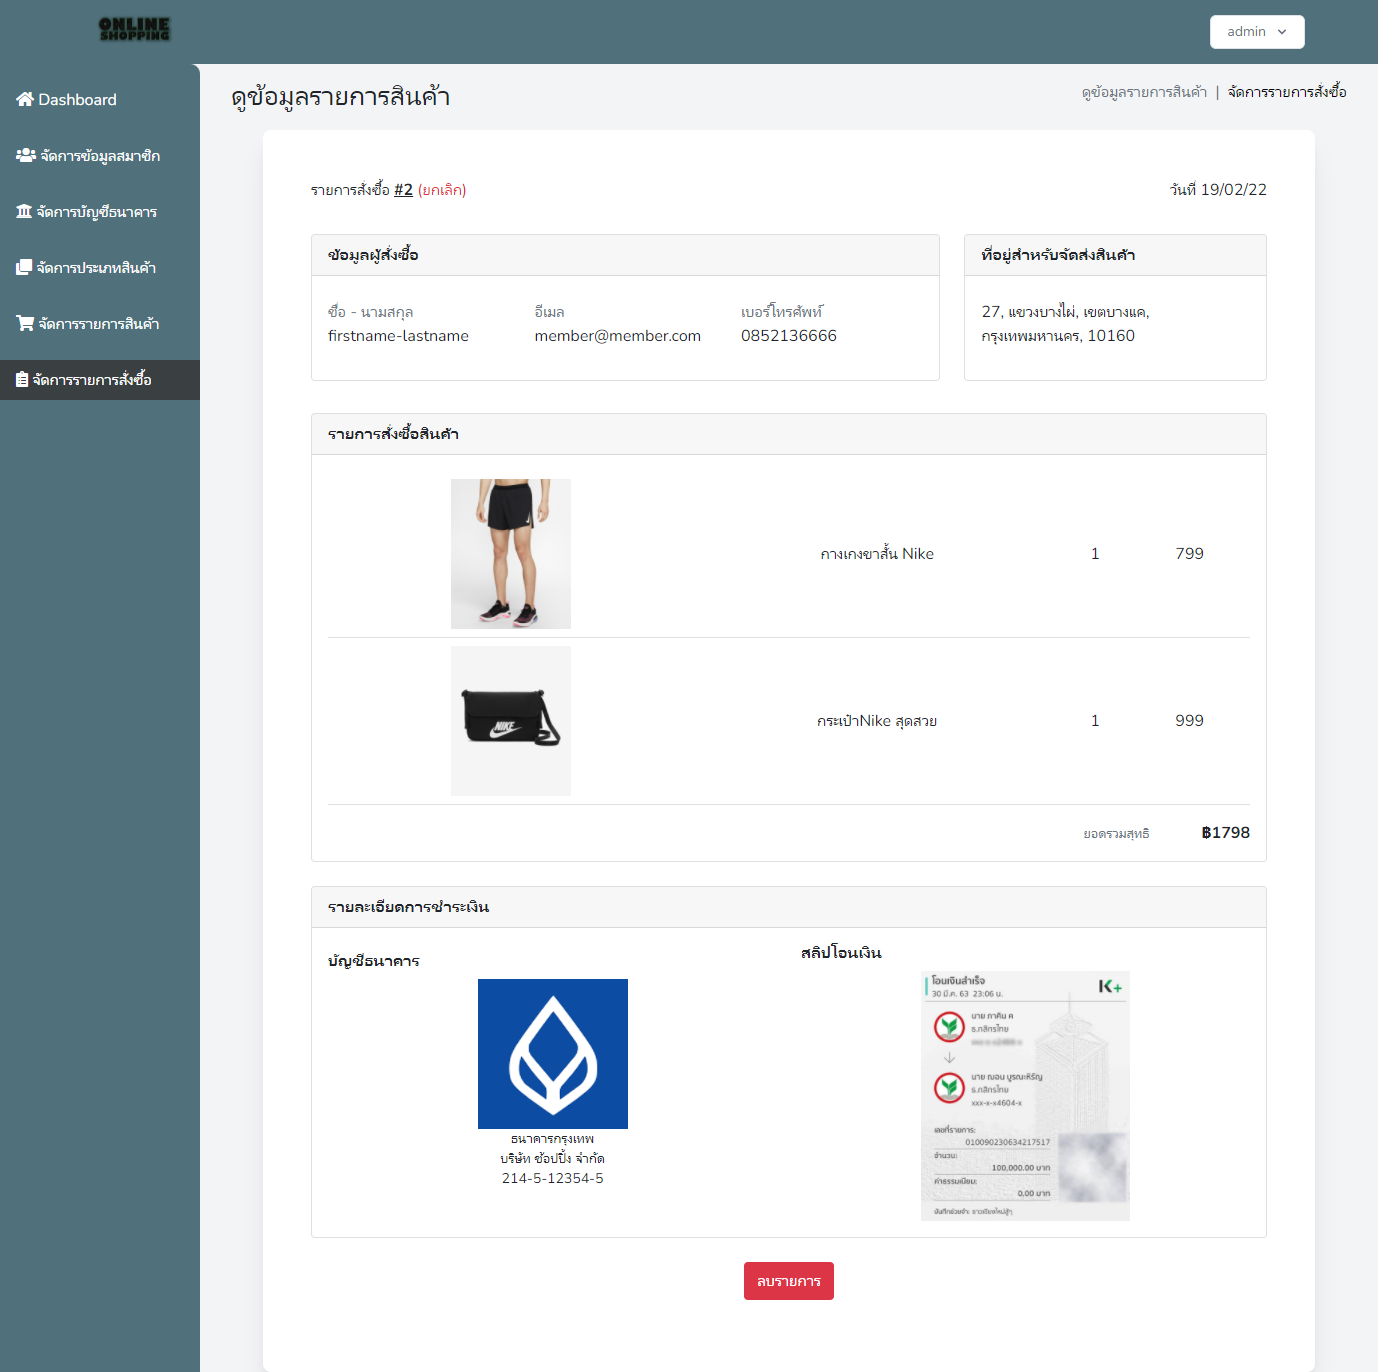 ONLINE
SHOPPING
admin
Dashboard
จัดการข้อมูลสมาชิก
จัดการบัญชีธนาคาร
จัดการประเภทสินค้า
จัดการรายการสินค้า
จัดการรายการสั่งซื้อ
ดูข้อมูลรายการสินค้า
ดูข้อมูลรายการสินค้า | จัดการรายการสั่งซื้อ
รายการสั่งซื้อ #2 (ยกเลิก)
วันที่ 19/02/22
ข้อมูลผู้สั่งซื้อ
ชื่อ - นามสกุล
firstname-lastname
อีเมล
member@member.com
เบอร์โทรศัพท์
0852136666
ที่อยู่สำหรับจัดส่งสินค้า
27, แขวงบางไผ่, เขตบางแค,
กรุงเทพมหานคร, 10160
รายการสั่งซื้อสินค้า
กางเกงขาสั้น Nike 1 799
NIKE
กระเป๋าNike สุดสวย 1 999
ยอดรวมสุทธิ ฿1798
รายละเอียดการชำระเงิน
บัญชีธนาคาร
ธนาคารกรุงเทพ
บริษัท ช้อปปิ้ง จำกัด
214-5-12354-5
สลิปโอนเงิน
โอนเงินสำเร็จ
30 มี.ค. 63 23:06 น.
K+
นาย ภาคิน ค
ธ.กสิกรไทย
นาย ณอน บูรณะหิรัญ
ธ.กสิกรไทย
xxx-x-x4604-x
เลขที่รายการ:
010090230634217517
จำนวน:
100,000.00 บาท
ค่าธรรมเนียม:
0.00 บาท
บันทึกช่วยจำ: ชาวเชียงใหม่สู้ๆ
ลบรายการ